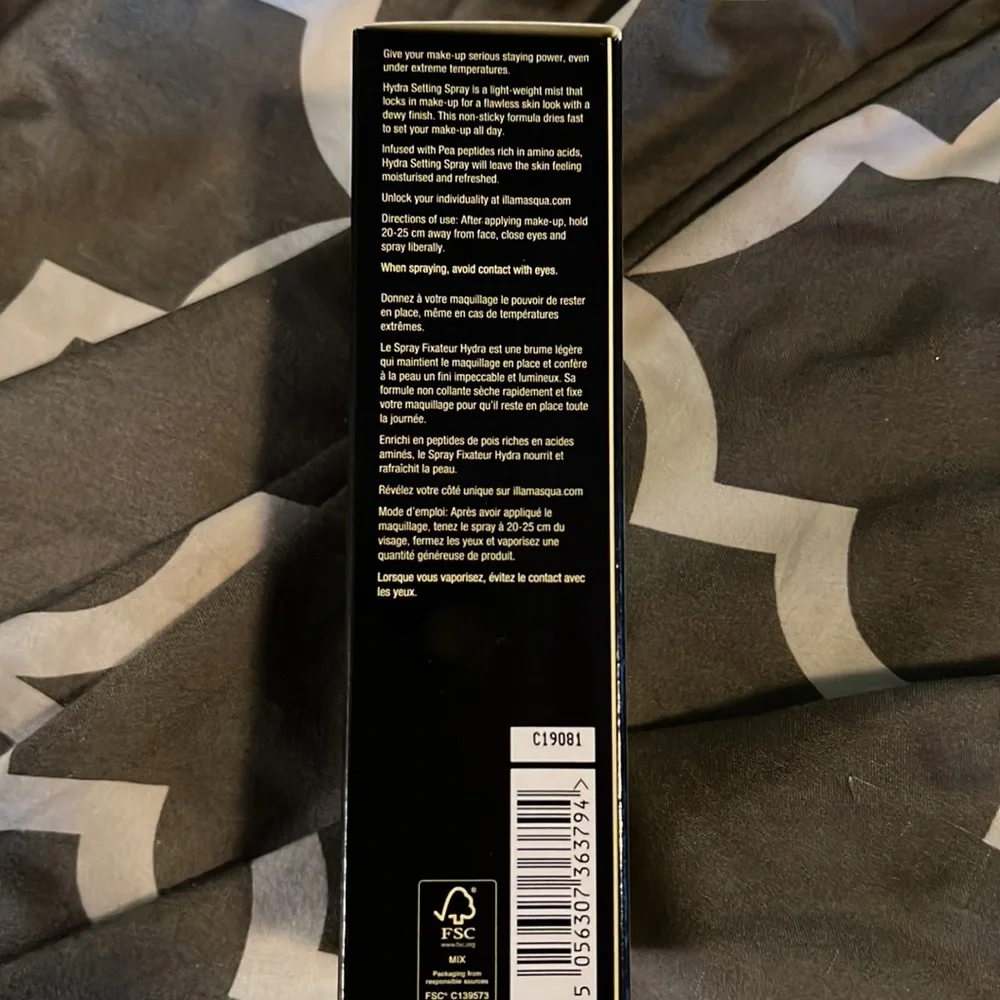 Give your make-up serious staying power, even
under extreme temperatures.
Hydra Setting Spray is a light-weight mist that
locks in make-up for a flawless skin look with a
dewy finish. This non-sticky formula dries fast
to set your make-up all day.
Infused with Pea peptides rich in amino acids,
Hydra Setting Spray will leave the skin feeling
moisturised and refreshed.
Unlock your individuality at illamasqua.com
Directions of use: After applying make-up, hold
20-25 cm away from face, close eyes and
spray liberally.
When spraying, avoid contact with eyes.
Donnez à votre maquillage le pouvoir de rester
en place, même en cas de températures
extrêmes.
Le Spray Fixateur Hydra est une brume légère
qui maintient le maquillage en place et confère
à la peau un fini impeccable et lumineux. Sa
formule non collante sèche rapidement et fixe
votre maquillage pour qu'il reste en place toute
la journée.
Enrichi en peptides de pois riches en acides
aminés, le Spray Fixateur Hydra nourrit et
rafraîchit la peau.
Révélez votre côté unique sur illamasqua.com
Mode d'emploi: Après avoir appliqué le
maquillage, tenez le spray à 20-25 cm du
visage, fermez les yeux et vaporisez une
quantité généreuse de produit.
Lorsque vous vaporisez, évitez le contact avec
les yeux.
C19081
5 056307 363794 >
FSC®
www.fsc.org
MIX
Packaging from
responsible sources
FSC® C139573